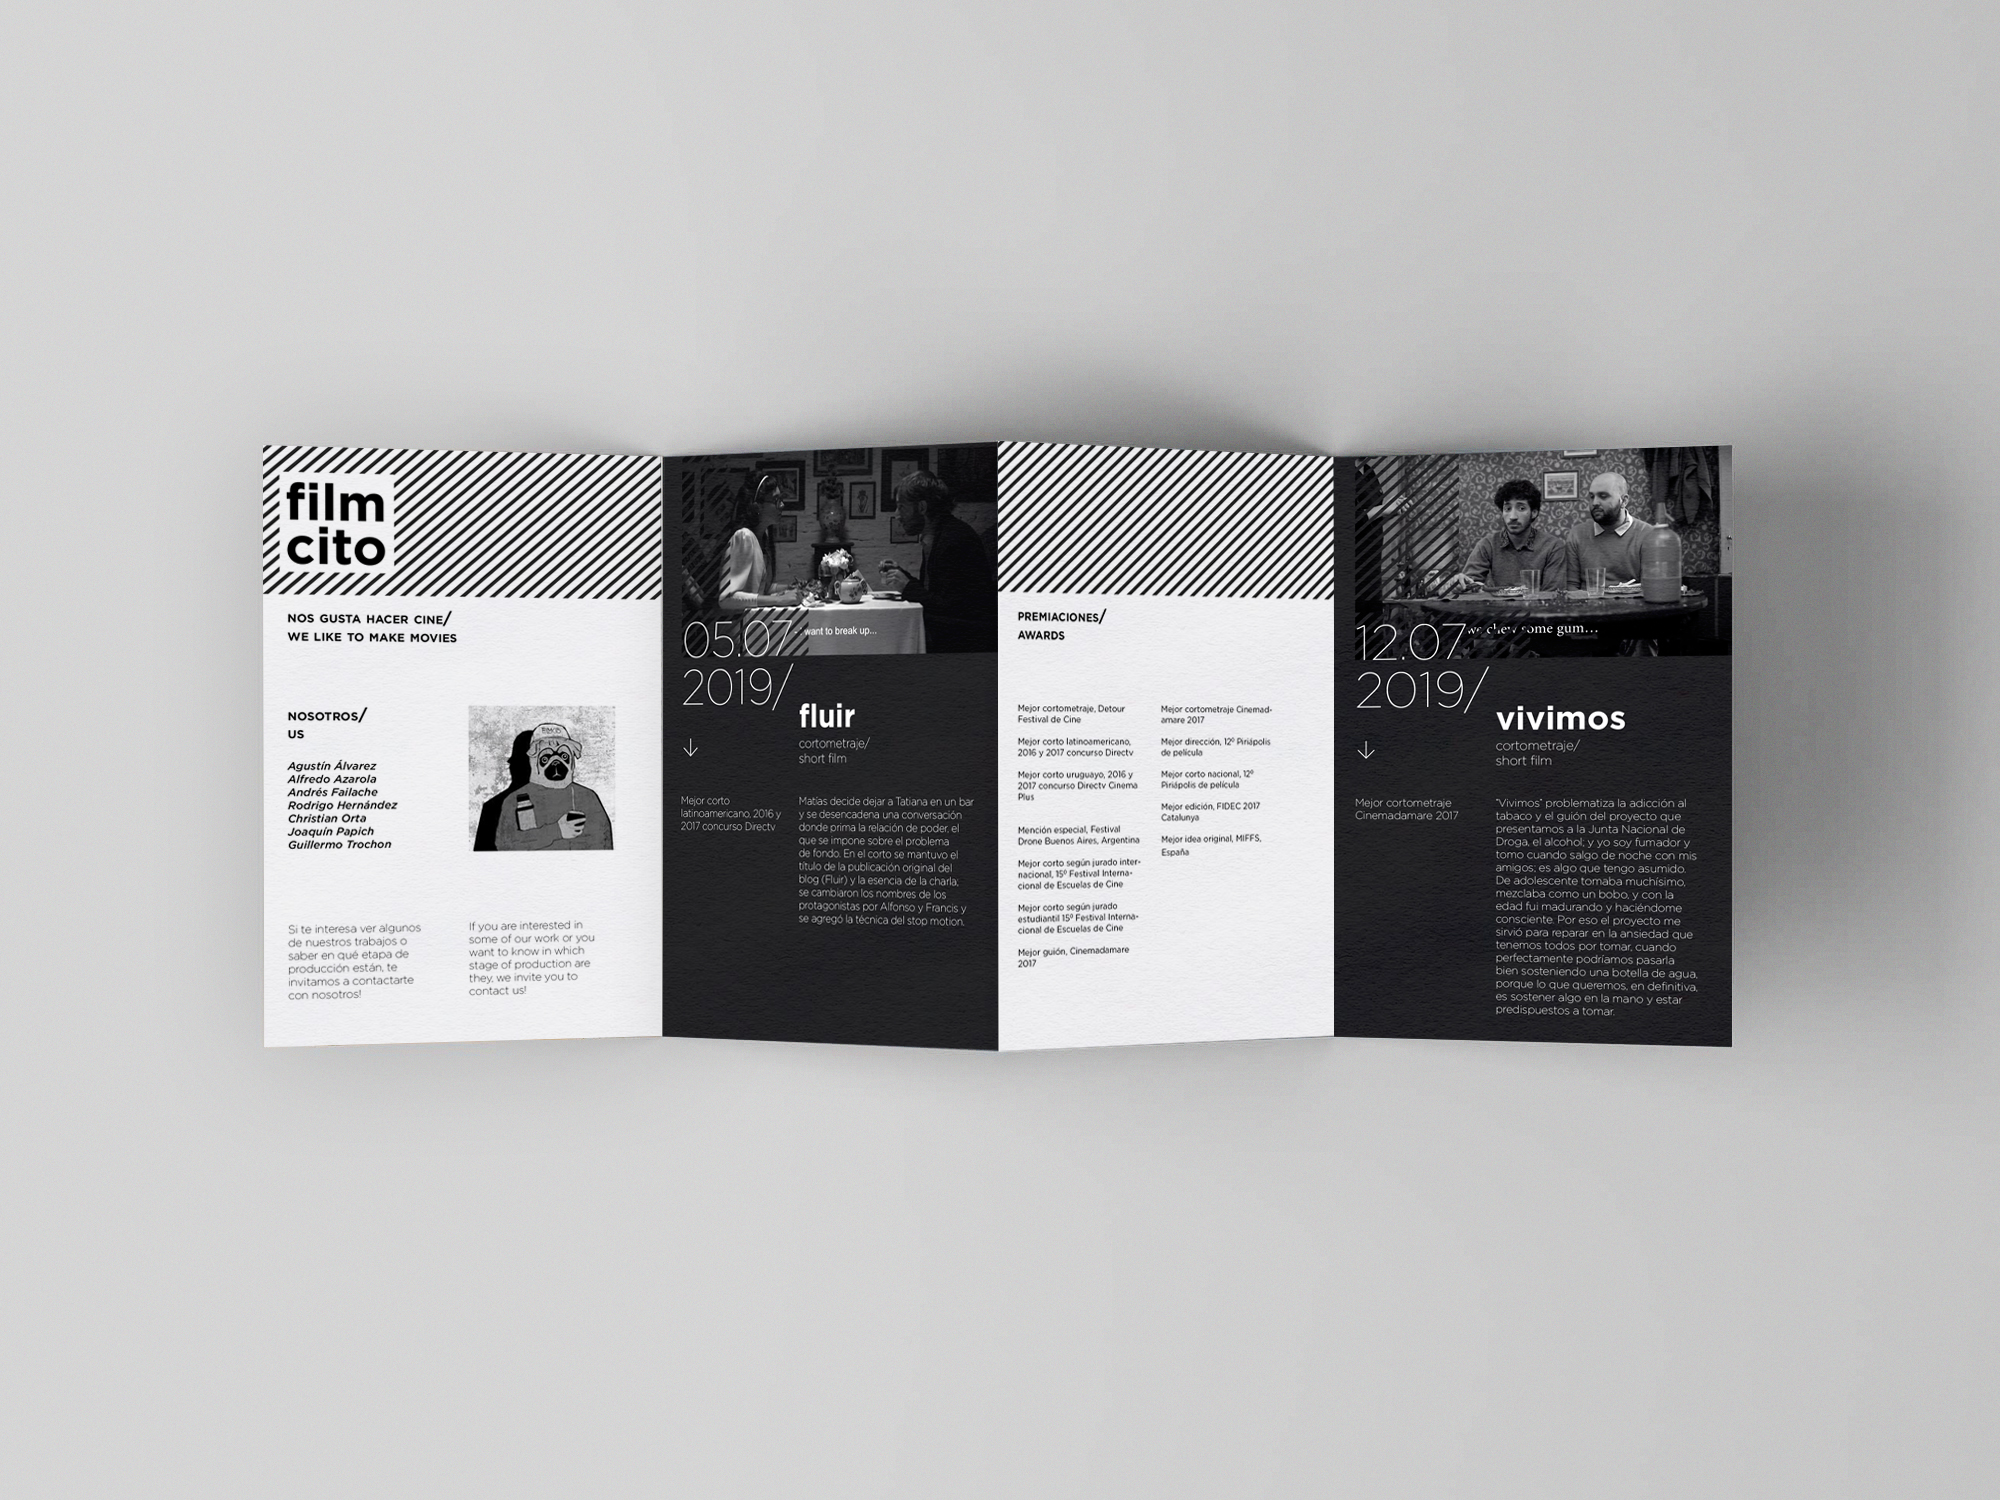 film
cito
NOS GUSTA HACER CINE/
WE LIKE TO MAKE MOVIES
NOSOTROS/
US
Agustín Álvarez
Alfredo Azarola
Andrés Failache
Rodrigo Hernández
Christian Orta
Joaquín Papich
Guillermo Trochon
Si te interesa ver algunos
de nuestros trabajos o
saber en qué etapa de
producción están, te
invitamos a contactarte
con nosotros!
If you are interested in
some of our work or you
want to know in which
stage of production are
they, we invite you to
contact us!
want to break up...
05.07
2019/
fluir
cortometraje/
short film
Mejor corto
latinoamericano, 2016 y
2017 concurso Directv
Matías decide dejar a Tatiana en un bar
y se desencadena una conversación
donde prima la relación de poder, el
que se impone sobre el problema
de fondo. En el corto se mantuvo el
título de la publicación original del
blog (Fluir) y la esencia de la charla;
se cambiaron los nombres de los
protagonistas por Alfonso y Francis y
se agregó la técnica del stop motion.
PREMIACIONES/
AWARDS
Mejor cortometraje, Detour
Festival de Cine
Mejor corto latinoamericano,
2016 y 2017 concurso Directv
Mejor corto uruguayo, 2016 y
2017 concurso Directv Cinema
Plus
Mención especial, Festival
Drone Buenos Aires, Argentina
Mejor corto según jurado inter-
nacional, 15º Festival Interna-
cional de Escuelas de Cine
Mejor corto según jurado
estudiantil 15º Festival Interna-
cional de Escuelas de Cine
Mejor guión, Cinemadamare
2017
Mejor cortometraje Cinemad-
amare 2017
Mejor dirección, 12º Piriápolis
de película
Mejor corto nacional, 12º
Piriápolis de película
Mejor edición, FIDEC 2017
Catalunya
Mejor idea original, MIFFS,
España
we chew some gum...
12.07
2019/
vivimos
cortometraje/
short film
Mejor cortometraje
Cinemadamare 2017
"Vivimos" problematiza la adicción al
tabaco y el guión del proyecto que
presentamos a la Junta Nacional de
Droga, el alcohol; y yo soy fumador y
tomo cuando salgo de noche con mis
amigos; es algo que tengo asumido.
De adolescente tomaba muchísimo,
mezclaba como un bobo, y con la
edad fui madurando y haciéndome
consciente. Por eso el proyecto me
sirvió para reparar en la ansiedad que
tenemos todos por tomar, cuando
perfectamente podríamos pasarla
bien sosteniendo una botella de agua,
porque lo que queremos, en definitiva,
es sostener algo en la mano y estar
predispuestos a tomar.